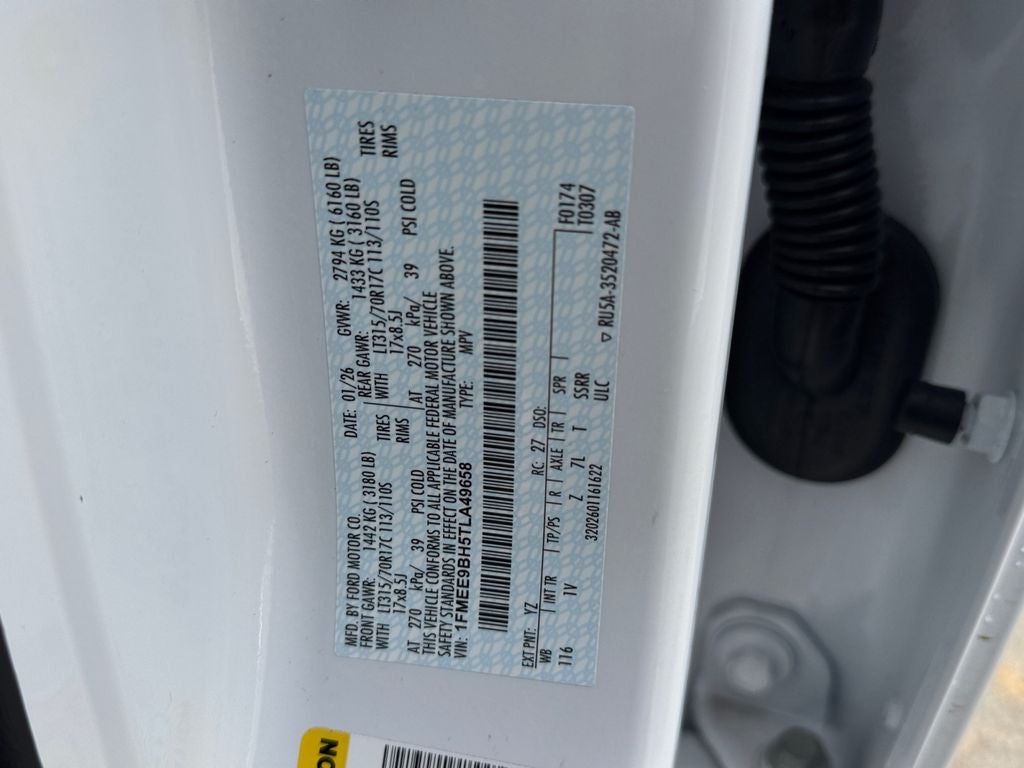 MFD. BY FORD MOTOR CO.
DATE: 01/26 GVWR: 2794 KG ( 6160 LB)
FRONT GAWR: 1442 KG ( 3180 LB)
REAR GAWR: 1433 KG ( 3160 LB)
WITH LT315/70R17C 113/110S TIRES
WITH LT315/70R17C 113/110S TIRES
17x8.5J RIMS
17x8.5J RIMS
AT 270 kPa/ 39 PSI COLD
AT 270 kPa/ 39 PSI COLD
THIS VEHICLE CONFORMS TO ALL APPLICABLE FEDERAL MOTOR VEHICLE
SAFETY STANDARDS IN EFFECT ON THE DATE OF MANUFACTURE SHOWN ABOVE.
VIN: 1FMEE9BH5TLA49658 TYPE: MPV
EXT PNT: YZ RC: 27 DSO: F0174
WB INT TR TP/PS R AXLE TR SPR T0307
116 IV Z 7L T SSRR
3202601161622 ULC
▽ RU5A-3520472-AB
ON